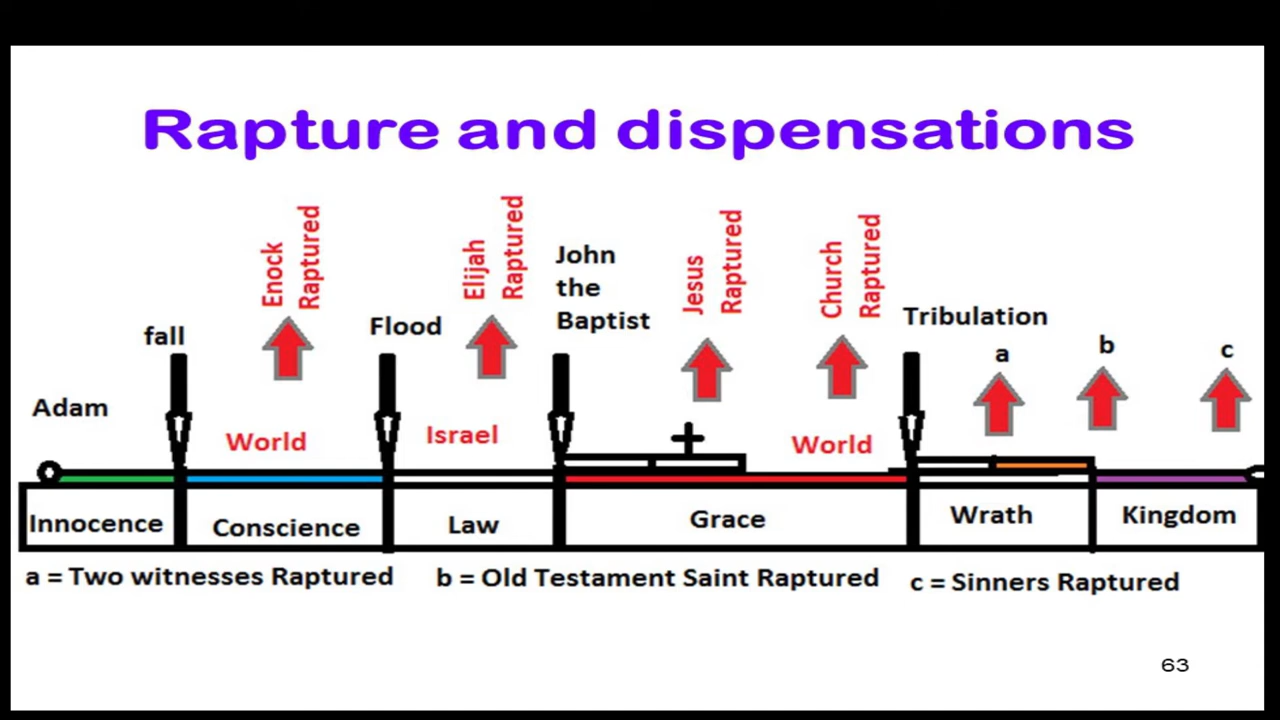 Rapture and dispensations
Enock
Raptured
Elijah
Raptured
John
the
Baptist
Jesus
Raptured
Church
Raptured
Tribulation
fall
Flood
a
b
c
Adam
World
Israel
World
Innocence
Conscience
Law
Grace
Wrath
Kingdom
a = Two witnesses Raptured
b = Old Testament Saint Raptured
c = Sinners Raptured
63